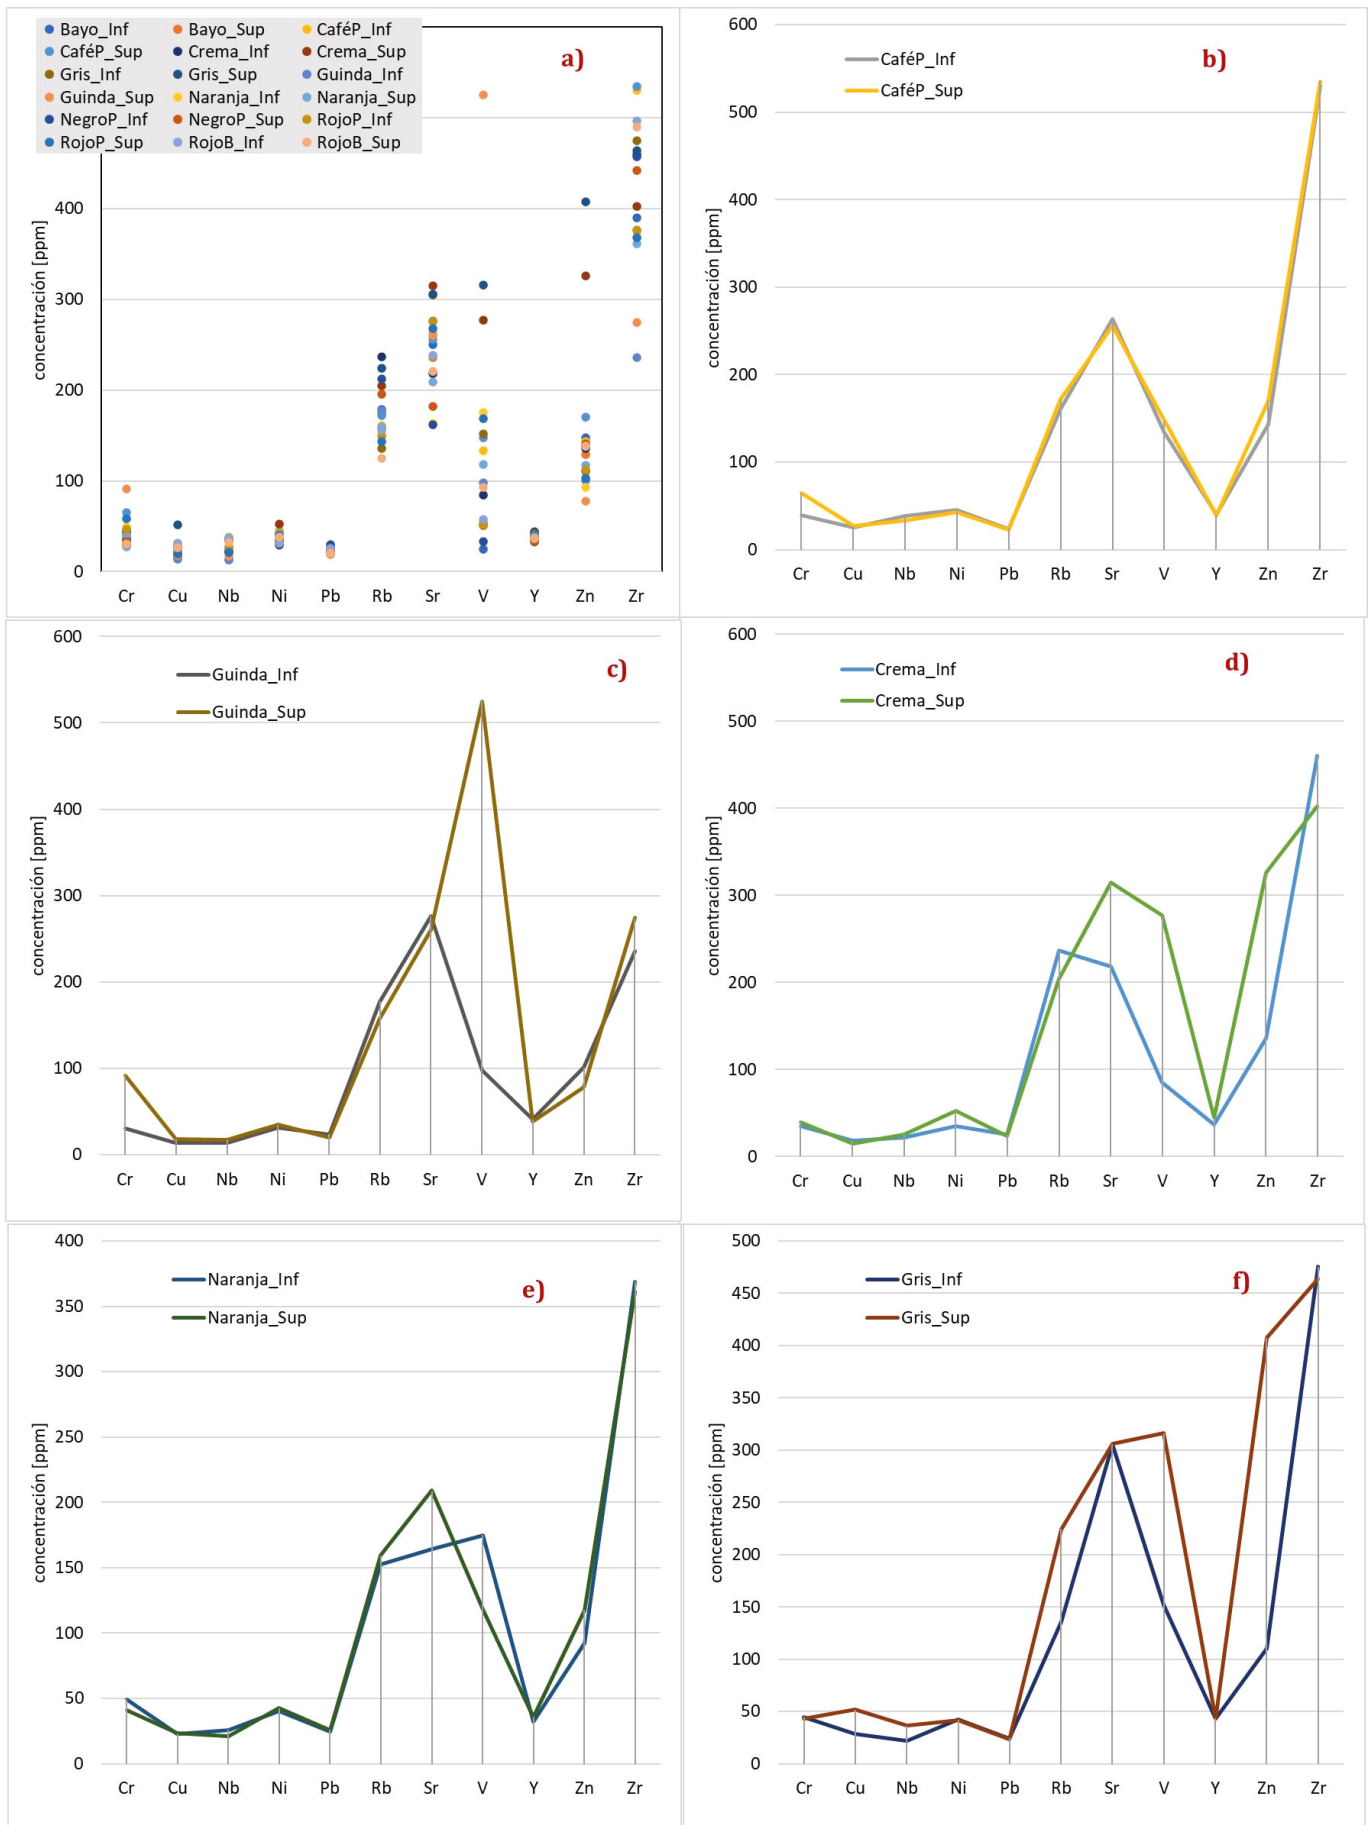 Bayo_Inf Bayo_Sup CaféP_Inf
CaféP_Sup Crema_Inf Crema_Sup
Gris_Inf Gris_Sup Guinda_Inf
Guinda_Sup Naranja_Inf Naranja_Sup
NegroP_Inf NegroP_Sup RojoP_Inf
RojoP_Sup RojoB_Inf RojoB_Sup
a)
concentración [ppm]
400
300
200
100
0
Cr Cu Nb Ni Pb Rb Sr V Y Zn Zr
b)
CaféP_Inf
CaféP_Sup
concentración [ppm]
600
500
400
300
200
100
0
Cr Cu Nb Ni Pb Rb Sr V Y Zn Zr
c)
Guinda_Inf
Guinda_Sup
concentración [ppm]
600
500
400
300
200
100
0
Cr Cu Nb Ni Pb Rb Sr V Y Zn Zr
d)
Crema_Inf
Crema_Sup
concentración [ppm]
600
500
400
300
200
100
0
Cr Cu Nb Ni Pb Rb Sr V Y Zn Zr
e)
Naranja_Inf
Naranja_Sup
concentración [ppm]
400
350
300
250
200
150
100
50
0
Cr Cu Nb Ni Pb Rb Sr V Y Zn Zr
f)
Gris_Inf
Gris_Sup
concentración [ppm]
500
450
400
350
300
250
200
150
100
50
0
Cr Cu Nb Ni Pb Rb Sr V Y Zn Zr